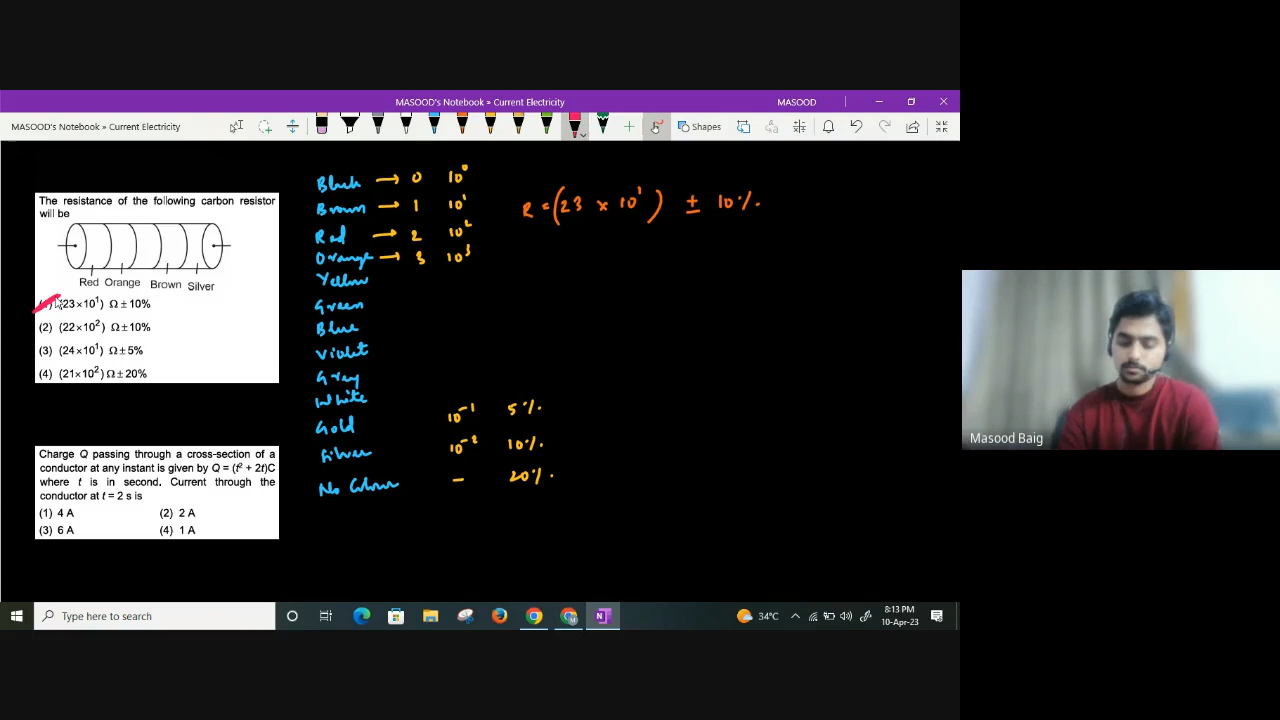 MASOOD's Notebook » Current Electricity
MASOOD
MASOOD's Notebook » Current Electricity
Shapes
The resistance of the following carbon resistor
will be
Red Orange Brown Silver
(1) (23×10¹) Ω±10%
(2) (22×10²) Ω±10%
(3) (24×10¹) Ω±5%
(4) (21×10²) Ω±20%
Charge Q passing through a cross-section of a
conductor at any instant is given by Q = (t² + 2t)C
where t is in second. Current through the
conductor at t = 2 s is
(1) 4 A (2) 2 A
(3) 6 A (4) 1 A
Black → 0 10⁰
Brown → 1 10¹
Red → 2 10²
Orange → 3 10³
Yellow
Green
Blue
Violet
Gray
White
Gold 10⁻¹ 5%.
Silver 10⁻² 10%.
No Colour - 20%.
R = (23 × 10¹) ± 10%.
Masood Baig
Type here to search
34°C
8:13 PM
10-Apr-23